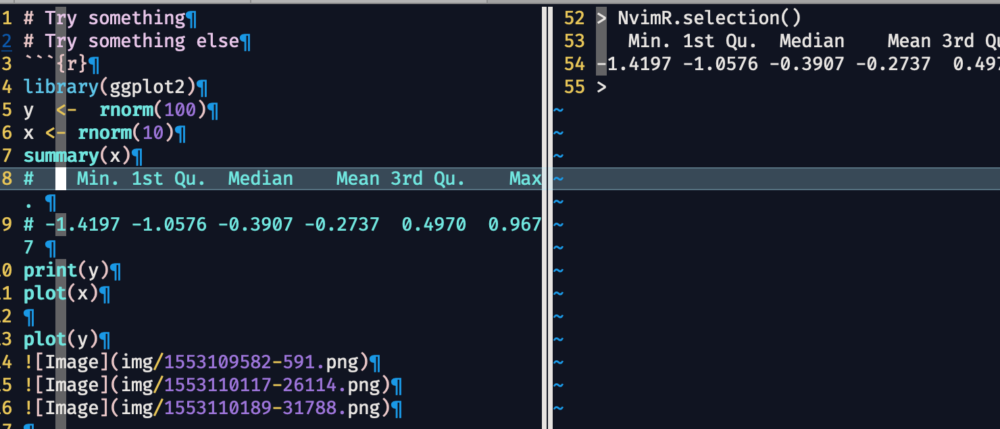 1 # Try something¶
2 # Try something else¶
3 ```{r}¶
4 library(ggplot2)¶
5 y  <-  rnorm(100)¶
6 x <- rnorm(10)¶
7 summary(x)¶
8 #    Min. 1st Qu.  Median    Mean 3rd Qu.    Max
. ¶
9 # -1.4197 -1.0576 -0.3907 -0.2737  0.4970  0.967
7 ¶
0 print(y)¶
1 plot(x)¶
2 ¶
3 plot(y)¶
4 ![Image](img/1553109582-591.png)¶
5 ![Image](img/1553110117-26114.png)¶
6 ![Image](img/1553110189-31788.png)¶
52 > NvimR.selection()
53    Min. 1st Qu.  Median    Mean 3rd Qu
54 -1.4197 -1.0576 -0.3907 -0.2737  0.497
55 >
~
~
~
~
~
~
~
~
~
~
~
~
~
~